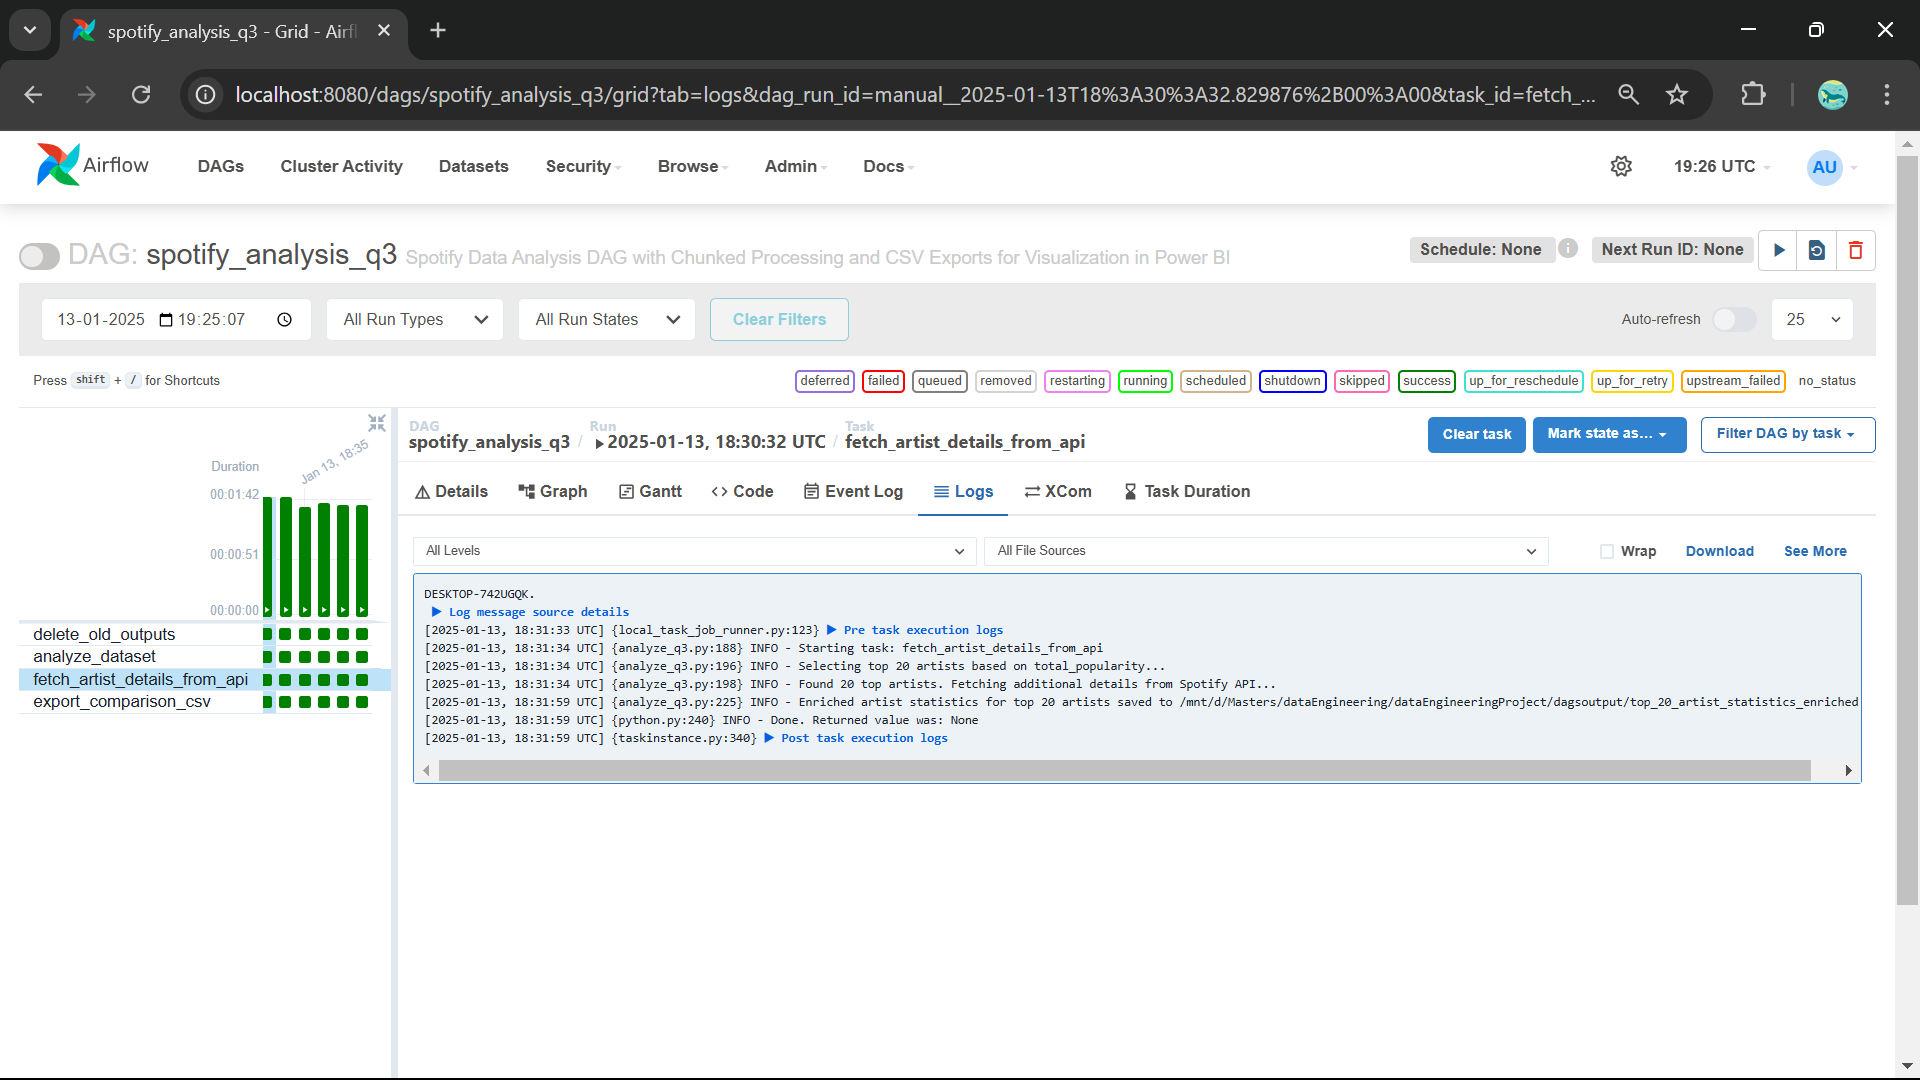 spotify_analysis_q3 - Grid - Airf
localhost:8080/dags/spotify_analysis_q3/grid?tab=logs&dag_run_id=manual__2025-01-13T18%3A30%3A32.829876%2B00%3A00&task_id=fetch_...
Airflow DAGs Cluster Activity Datasets Security Browse Admin Docs 19:26 UTC AU
DAG: spotify_analysis_q3 Spotify Data Analysis DAG with Chunked Processing and CSV Exports for Visualization in Power BI Schedule: None i Next Run ID: None
13-01-2025 19:25:07 All Run Types All Run States Clear Filters Auto-refresh 25
Press shift + / for Shortcuts deferred failed queued removed restarting running scheduled shutdown skipped success up_for_reschedule up_for_retry upstream_failed no_status
Duration
Jan 13, 18:35
00:01:42
00:00:51
00:00:00
delete_old_outputs
analyze_dataset
fetch_artist_details_from_api
export_comparison_csv
DAG Run Task
spotify_analysis_q3 / 2025-01-13, 18:30:32 UTC / fetch_artist_details_from_api Clear task Mark state as... Filter DAG by task
Details Graph Gantt <> Code Event Log Logs XCom Task Duration
All Levels All File Sources Wrap Download See More
DESKTOP-742UGQK.
▶ Log message source details
[2025-01-13, 18:31:33 UTC] {local_task_job_runner.py:123} ▶ Pre task execution logs
[2025-01-13, 18:31:34 UTC] {analyze_q3.py:188} INFO - Starting task: fetch_artist_details_from_api
[2025-01-13, 18:31:34 UTC] {analyze_q3.py:196} INFO - Selecting top 20 artists based on total_popularity...
[2025-01-13, 18:31:34 UTC] {analyze_q3.py:198} INFO - Found 20 top artists. Fetching additional details from Spotify API...
[2025-01-13, 18:31:59 UTC] {analyze_q3.py:225} INFO - Enriched artist statistics for top 20 artists saved to /mnt/d/Masters/dataEngineering/dataEngineeringProject/dagsoutput/top_20_artist_statistics_enriched
[2025-01-13, 18:31:59 UTC] {python.py:240} INFO - Done. Returned value was: None
[2025-01-13, 18:31:59 UTC] {taskinstance.py:340} ▶ Post task execution logs